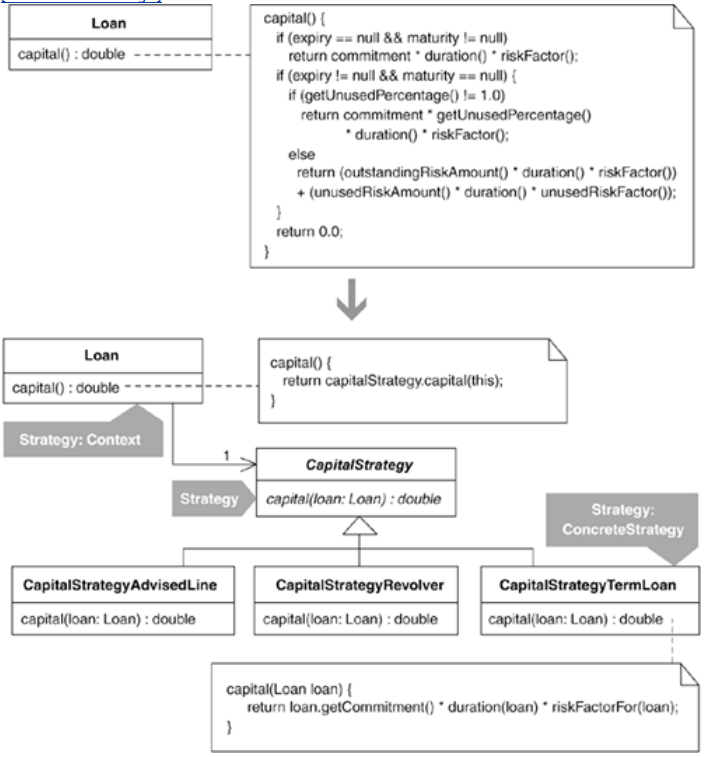 Loan
capital() : double
capital() {
if (expiry == null && maturity != null)
return commitment * duration() * riskFactor();
if (expiry != null && maturity == null) {
if (getUnusedPercentage() != 1.0)
return commitment * getUnusedPercentage()
* duration() * riskFactor();
else
return (outstandingRiskAmount() * duration() * riskFactor())
+ (unusedRiskAmount() * duration() * unusedRiskFactor());
}
return 0.0;
}
Loan
capital() : double
capital() {
return capitalStrategy.capital(this);
}
Strategy: Context
1
CapitalStrategy
capital(loan: Loan) : double
Strategy
Strategy:
ConcreteStrategy
CapitalStrategyAdvisedLine
capital(loan: Loan) : double
CapitalStrategyRevolver
capital(loan: Loan) : double
CapitalStrategyTermLoan
capital(loan: Loan) : double
capital(Loan loan) {
return loan.getCommitment() * duration(loan) * riskFactorFor(loan);
}